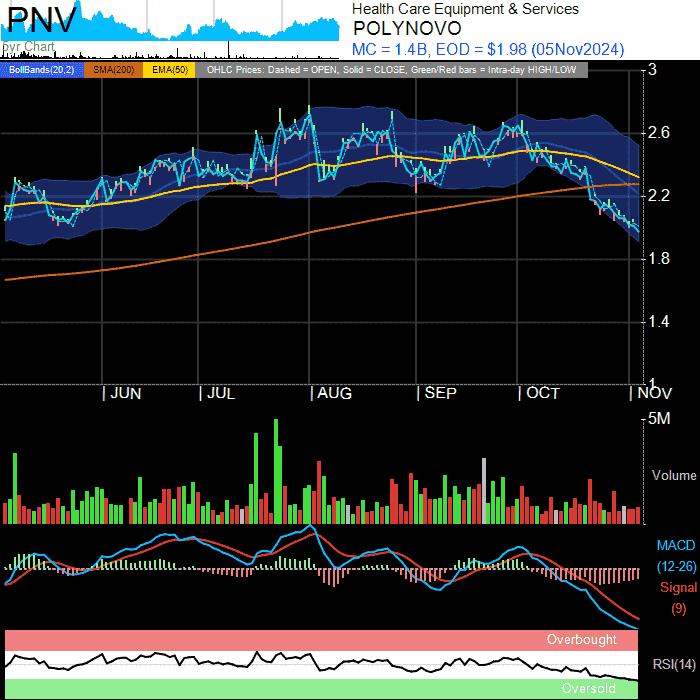 PNV
5yr Chart
Health Care Equipment & Services
POLYNOVO
MC = 1.4B, EOD = $1.98 (05Nov2024)
BollBands(20,2) SMA(200) EMA(50) OHLC Prices: Dashed = OPEN, Solid = CLOSE, Green/Red bars = Intra-day HIGH/LOW
3
2.6
2.2
1.8
1.4
1
JUN JUL AUG SEP OCT NOV
5M
Volume
MACD
(12-26)
Signal
(9)
Overbought
RSI(14)
Oversold